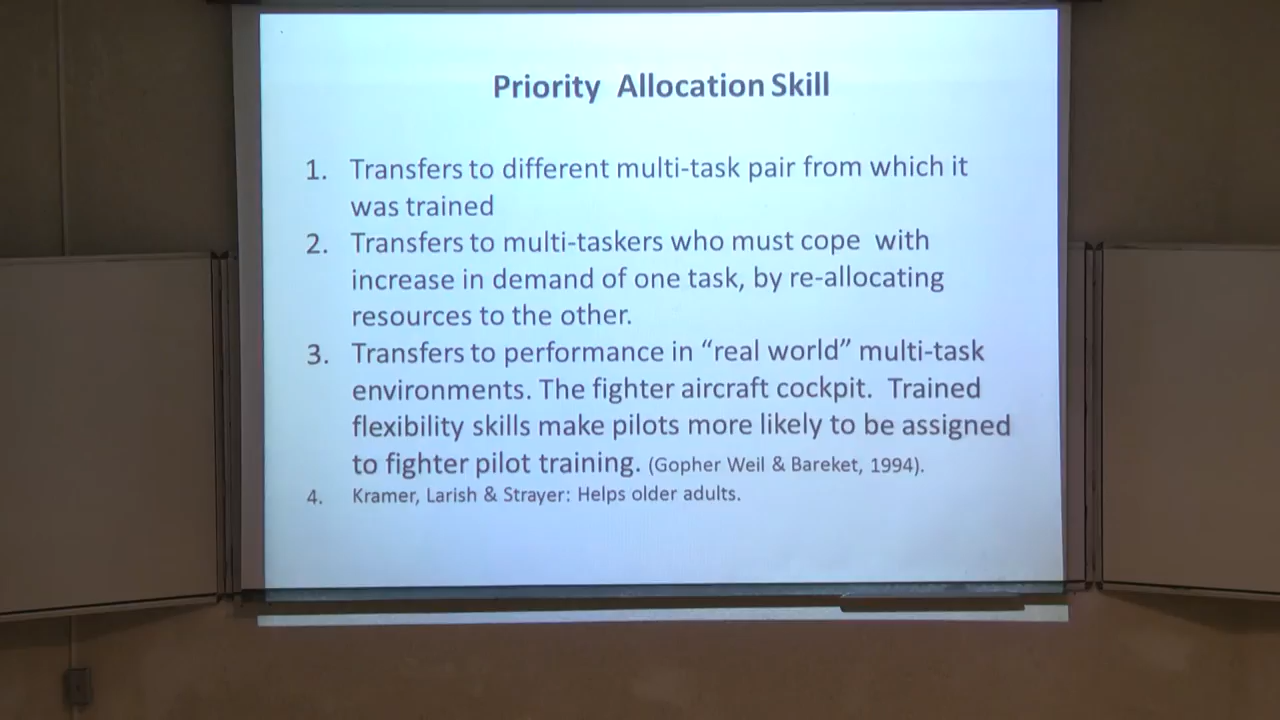 Priority Allocation Skill
1. Transfers to different multi-task pair from which it
was trained
2. Transfers to multi-taskers who must cope with
increase in demand of one task, by re-allocating
resources to the other.
3. Transfers to performance in “real world” multi-task
environments. The fighter aircraft cockpit. Trained
flexibility skills make pilots more likely to be assigned
to fighter pilot training. (Gopher Weil & Bareket, 1994).
4. Kramer, Larish & Strayer: Helps older adults.